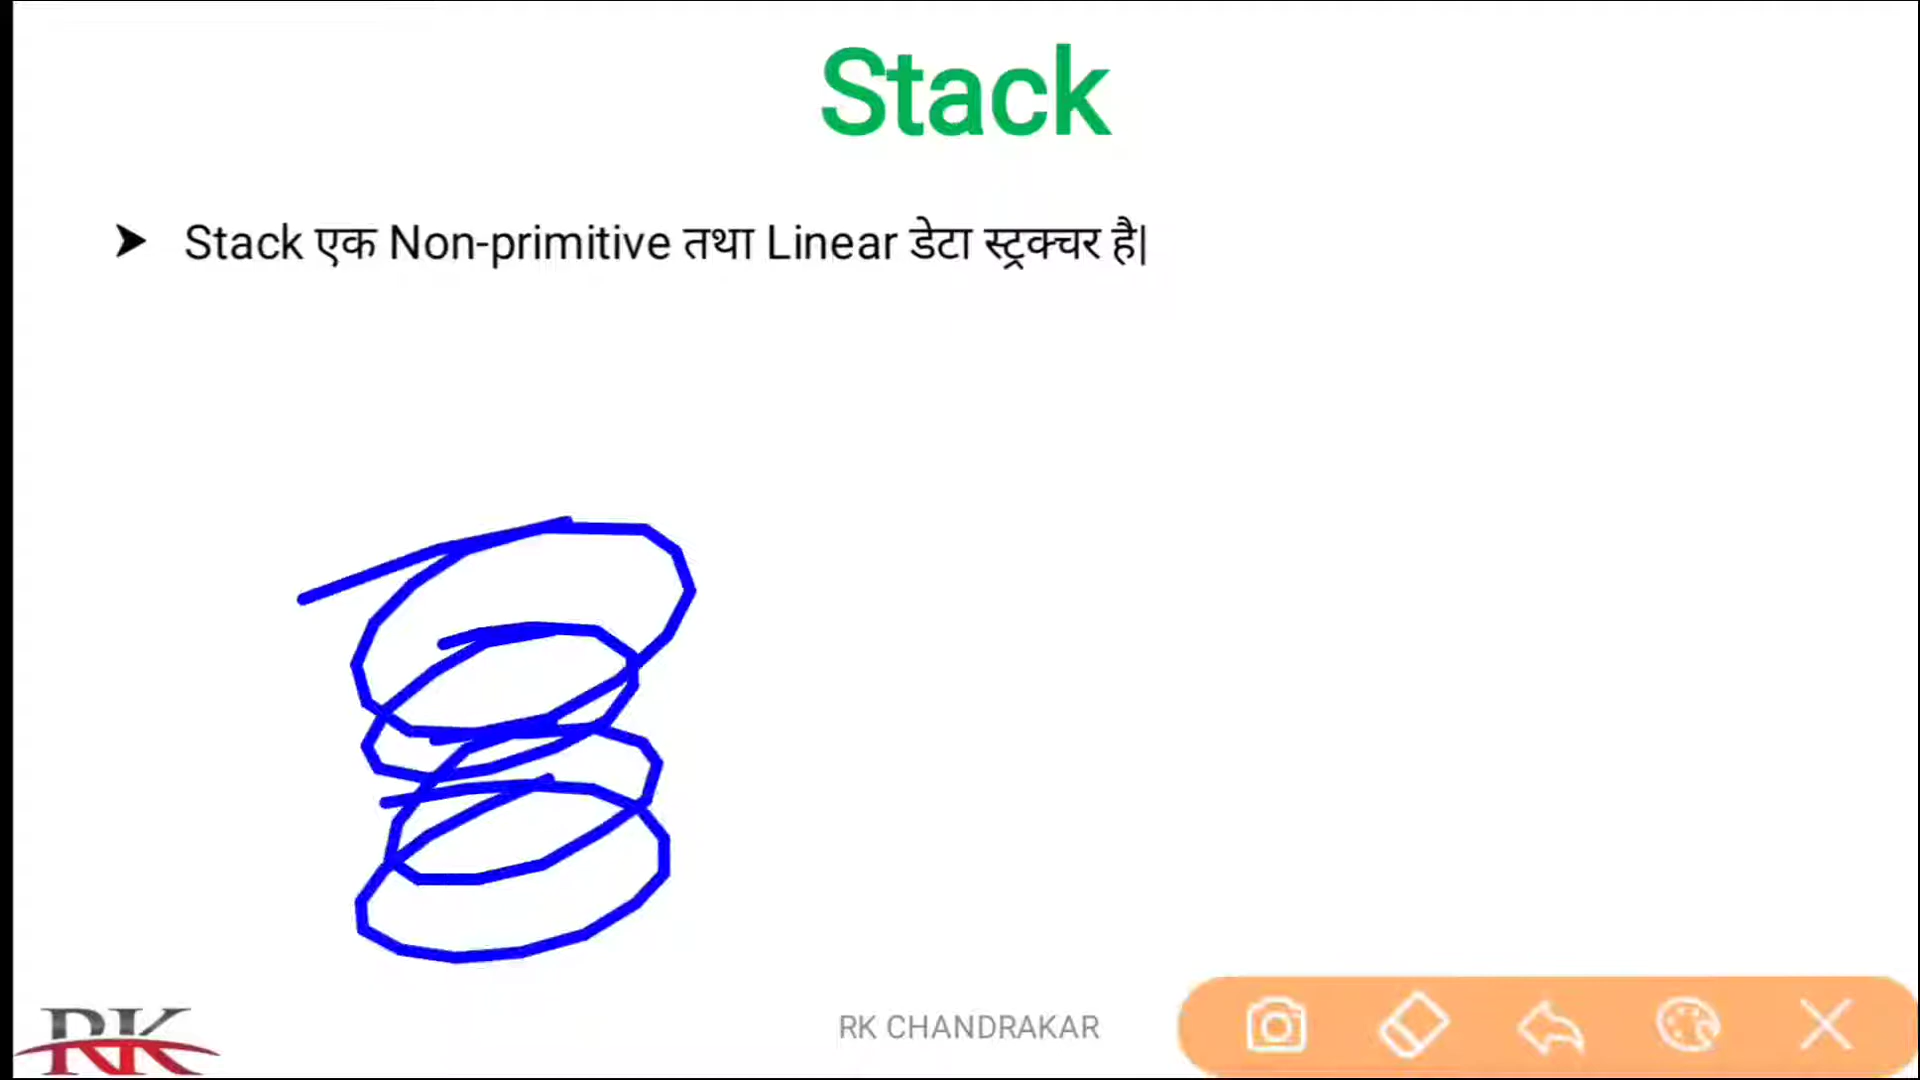 Stack
➤ Stack एक Non-primitive तथा Linear डेटा स्ट्रक्चर है|
RK
RK CHANDRAKAR